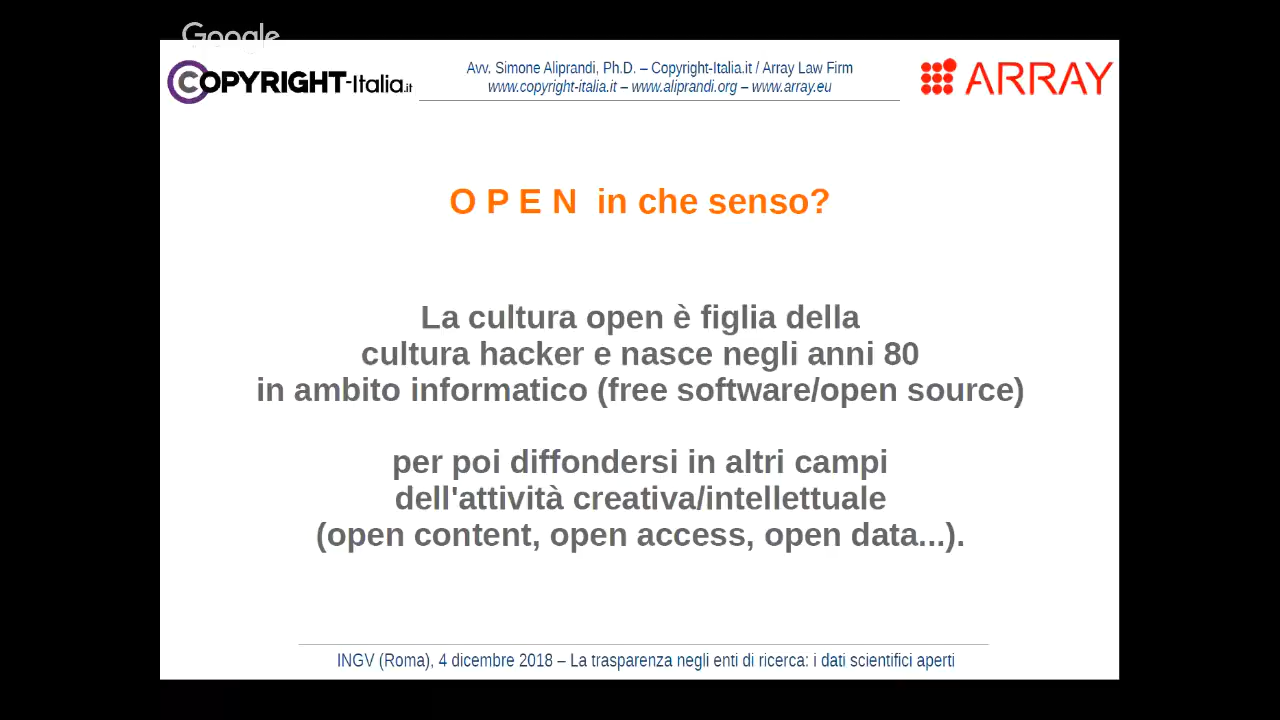 Google
COPYRIGHT-Italia.it
Avv. Simone Aliprandi, Ph.D. – Copyright-Italia.it / Array Law Firm
www.copyright-italia.it – www.aliprandi.org – www.array.eu
ARRAY
O P E N in che senso?
La cultura open è figlia della
cultura hacker e nasce negli anni 80
in ambito informatico (free software/open source)
per poi diffondersi in altri campi
dell'attività creativa/intellettuale
(open content, open access, open data...).
INGV (Roma), 4 dicembre 2018 – La trasparenza negli enti di ricerca: i dati scientifici aperti